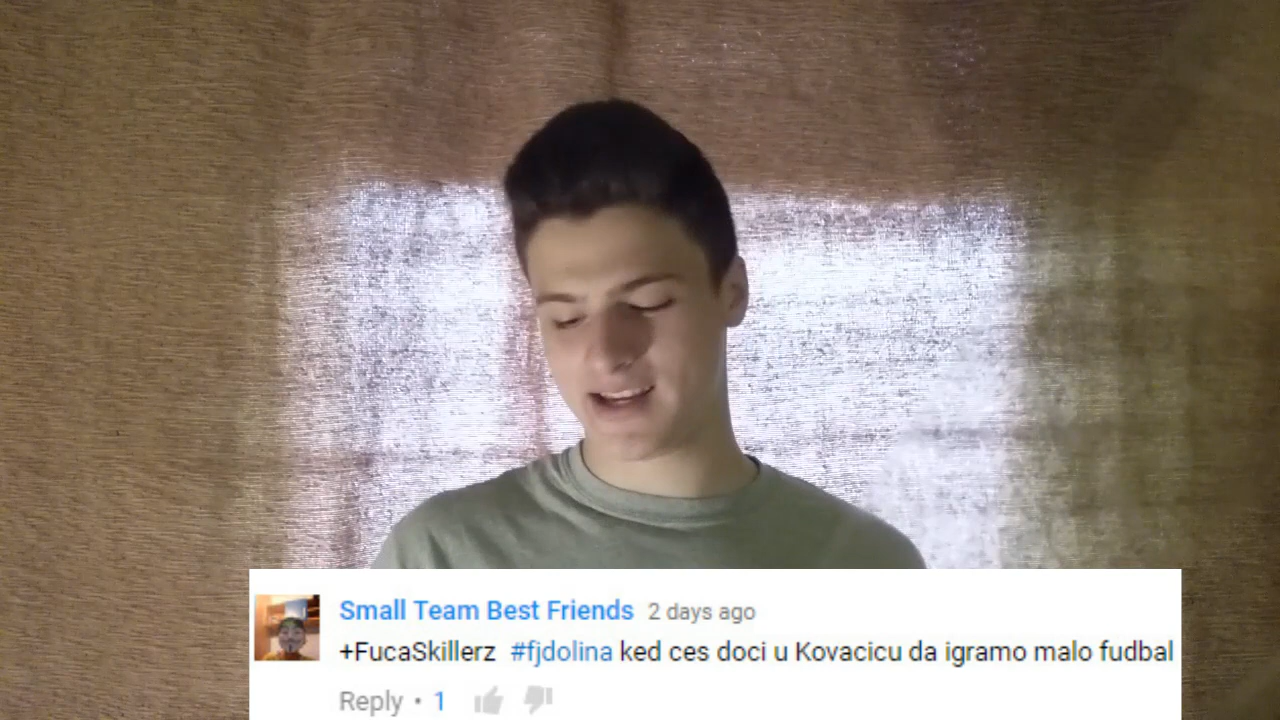 Small Team Best Friends 2 days ago
+FucaSkillerz #fjdolina ked ces doci u Kovacicu da igramo malo fudbal
Reply • 1